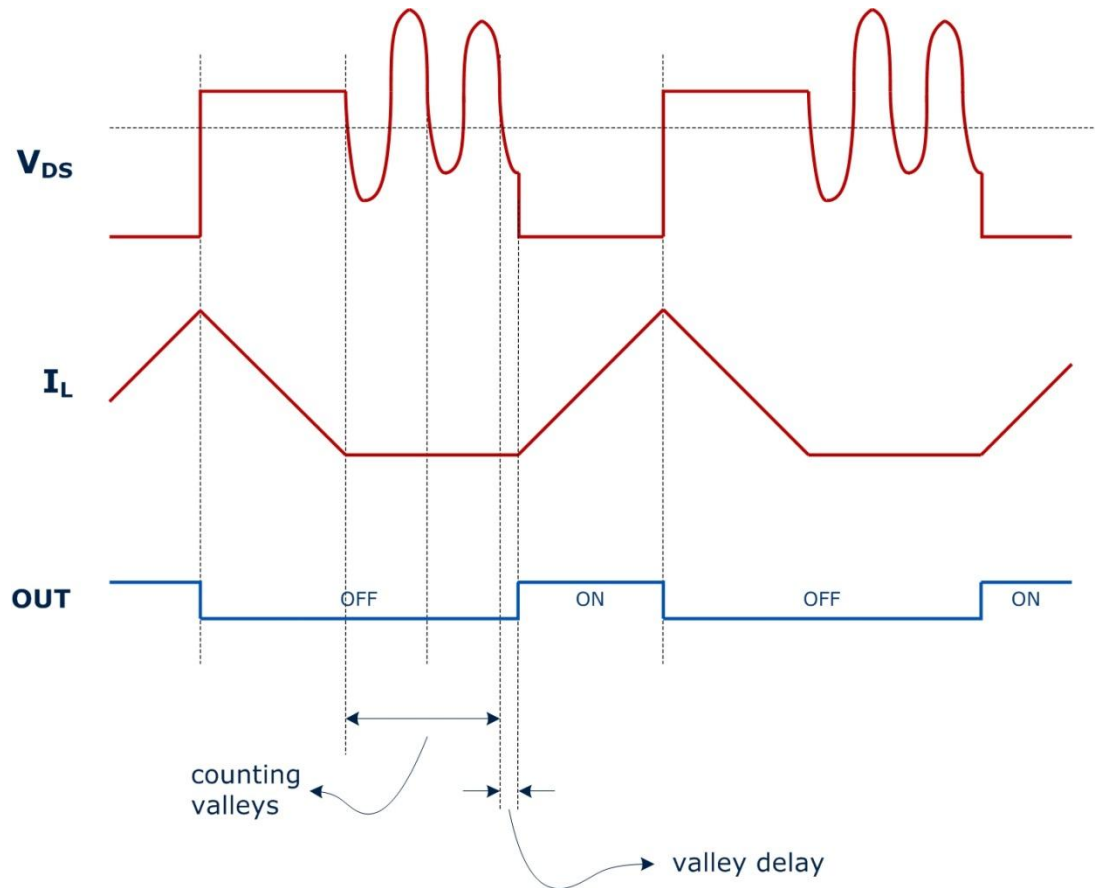 VDS
IL
OUT
OFF
ON
OFF
ON
counting
valleys
valley delay